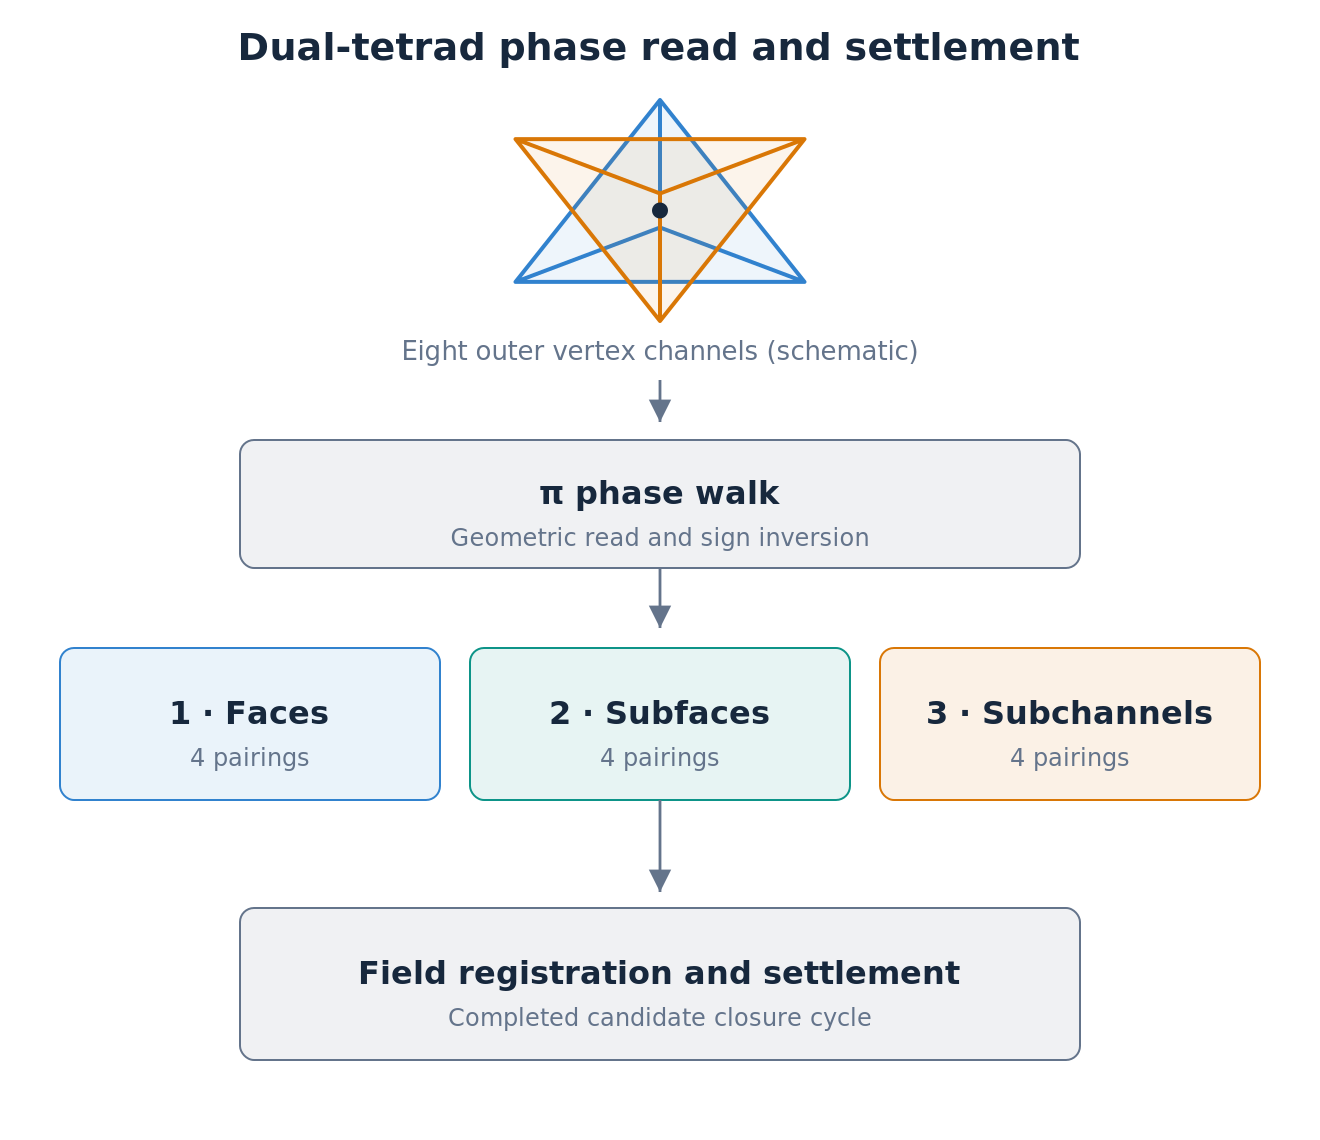 Dual-tetrad phase read and settlement
Eight outer vertex channels (schematic)
π phase walk
Geometric read and sign inversion
1 · Faces
4 pairings
2 · Subfaces
4 pairings
3 · Subchannels
4 pairings
Field registration and settlement
Completed candidate closure cycle